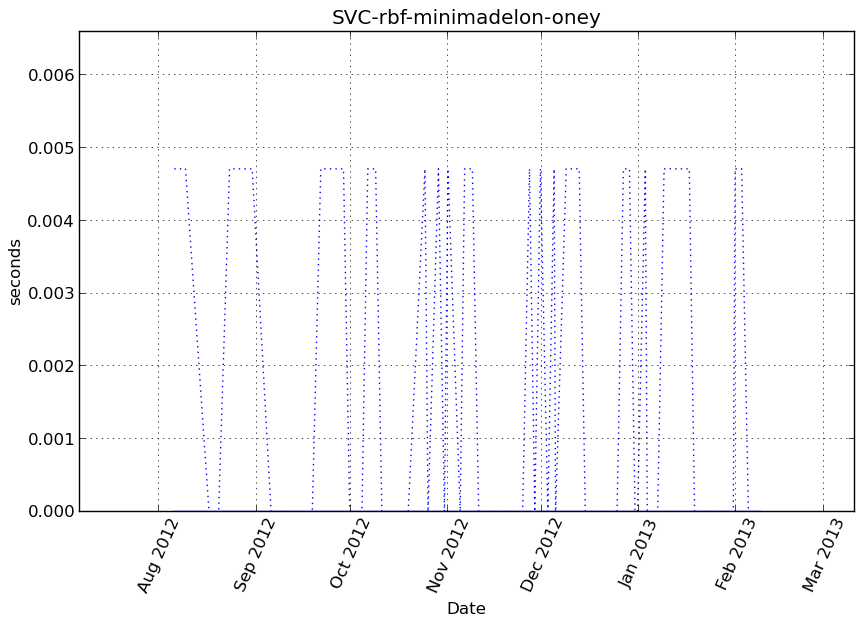 SVC-rbf-minimadelon-oney
0.006
0.005
0.004
0.003
0.002
0.001
0.000
seconds
Aug 2012
Sep 2012
Oct 2012
Nov 2012
Dec 2012
Jan 2013
Feb 2013
Mar 2013
Date